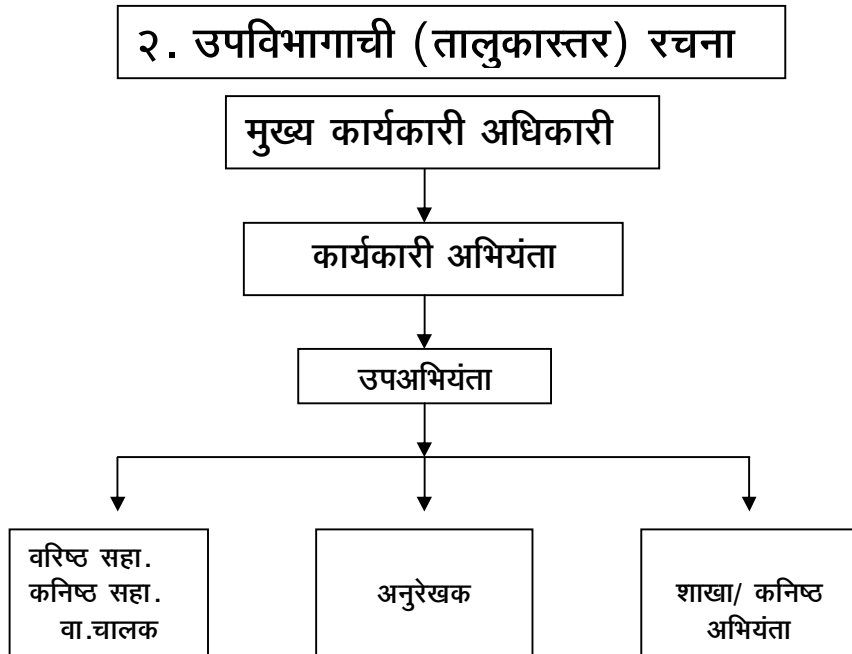 २. उपविभागाची (तालुकास्तर) रचना
मुख्य कार्यकारी अधिकारी
कार्यकारी अभियंता
उपअभियंता
वरिष्ठ सहा.
कनिष्ठ सहा.
वा.चालक
अनुरेखक
शाखा/ कनिष्ठ
अभियंता